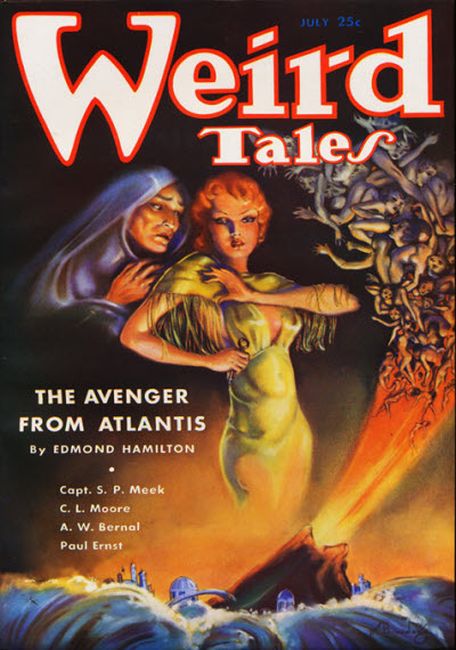 JULY 25¢
Weird
Tales
THE AVENGER
FROM ATLANTIS
By EDMOND HAMILTON
•
Capt. S. P. Meek
C. L. Moore
A. W. Bernal
Paul Ernst